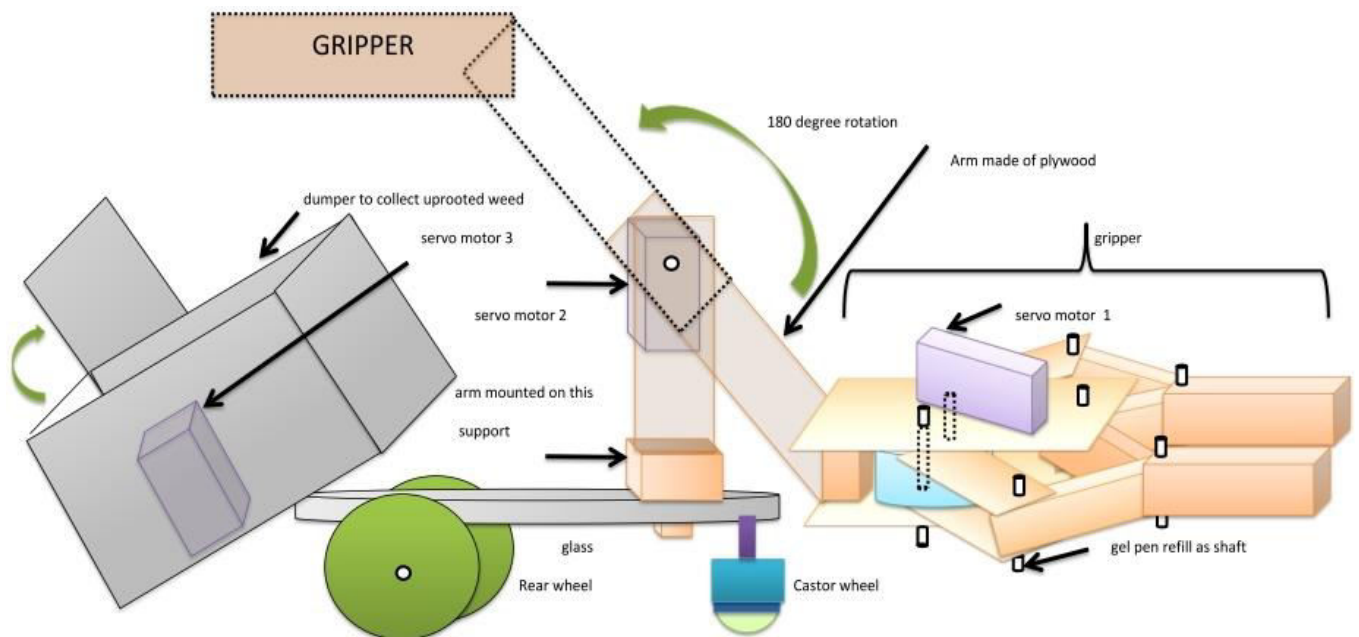 GRIPPER
180 degree rotation
Arm made of plywood
dumper to collect uprooted weed
servo motor 3
gripper
servo motor 2
servo motor 1
arm mounted on this
support
glass
gel pen refill as shaft
Rear wheel
Castor wheel